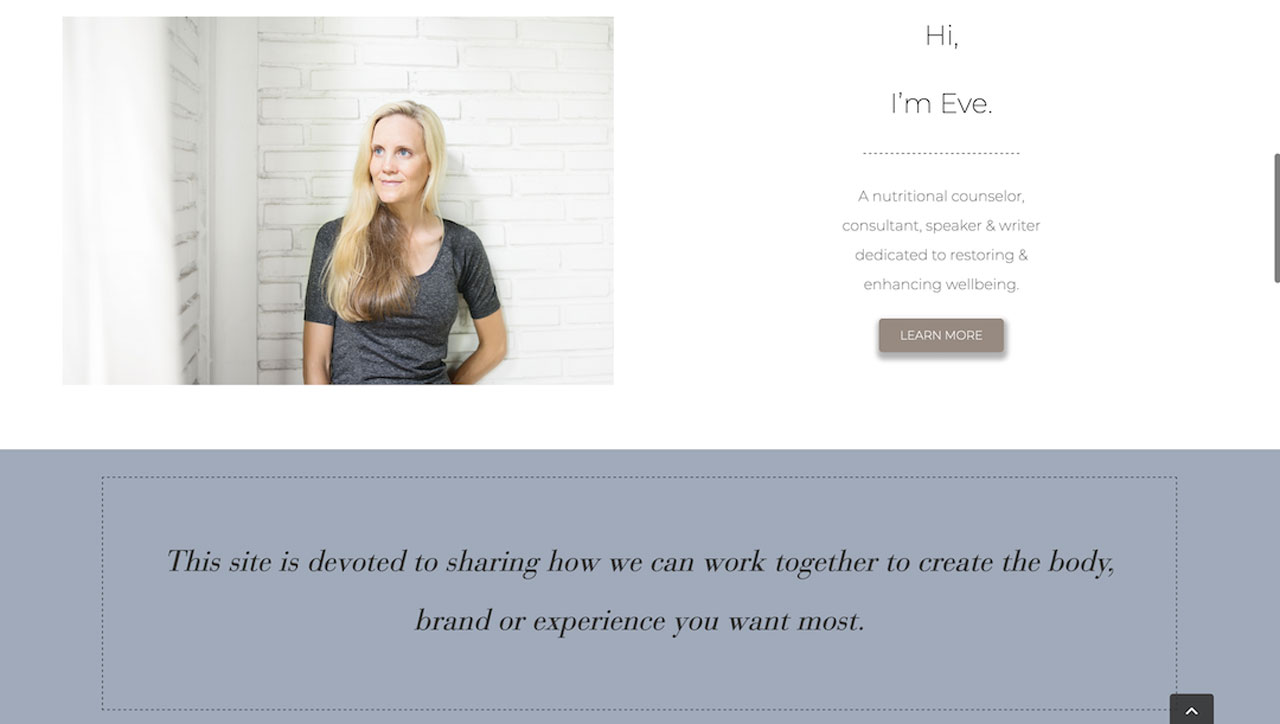 Hi,
I’m Eve.
A nutritional counselor,
consultant, speaker & writer
dedicated to restoring &
enhancing wellbeing.
LEARN MORE
This site is devoted to sharing how we can work together to create the body,
brand or experience you want most.